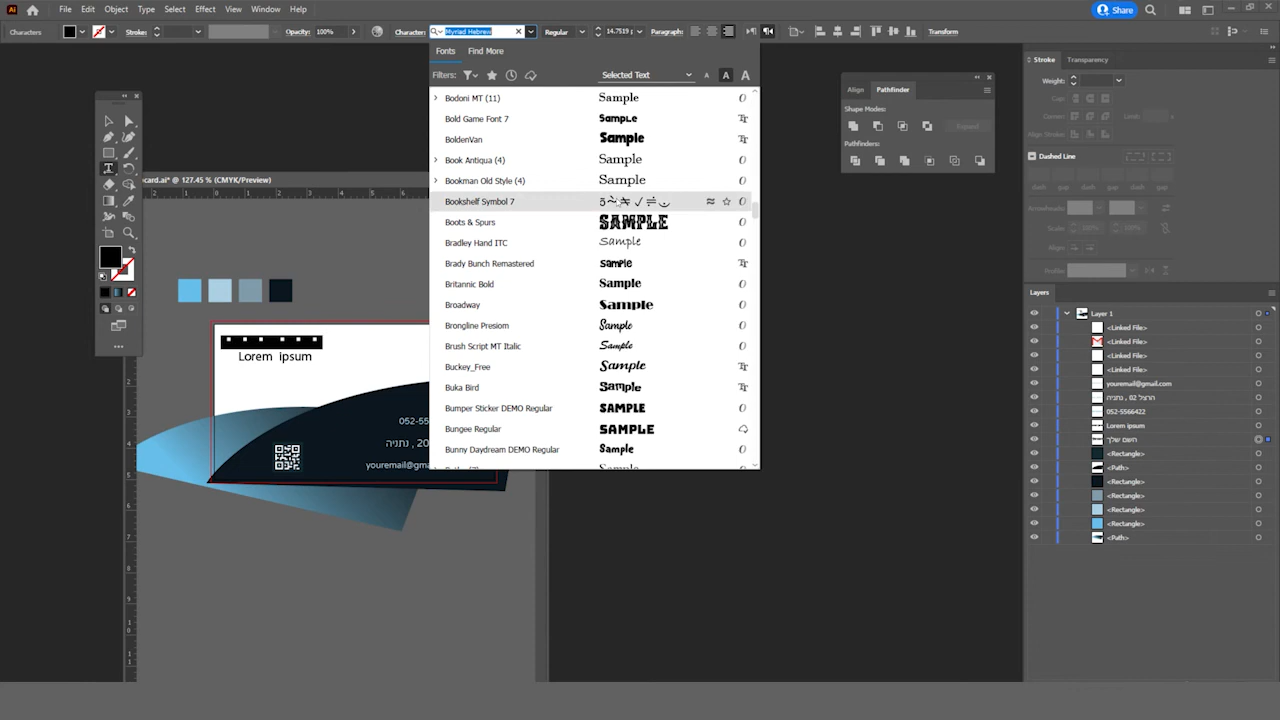 Ai File Edit Object Type Select Effect View Window Help Share
Characters Stroke: Opacity: 100% Character: Myriad Hebrew Regular 14.7519 Paragraph: Transform
Fonts Find More
Filters: Selected Text A A A
Bodoni MT (11) Sample
Bold Game Font 7 Sample
BoldenVan Sample
Book Antiqua (4) Sample
Bookman Old Style (4) Sample
Bookshelf Symbol 7
Boots & Spurs SAMPLE
Bradley Hand ITC Sample
Brady Bunch Remastered Sample
Britannic Bold Sample
Broadway Sample
Brongline Presiom Sample
Brush Script MT Italic Sample
Buckey_Free Sample
Buka Bird Sample
Bumper Sticker DEMO Regular SAMPLE
Bungee Regular SAMPLE
Bunny Daydream DEMO Regular Sample
card.ai* @ 127.45 % (CMYK/Preview)
Lorem ipsum
052-55
20, נתניה
youremail@gma
Align Pathfinder
Shape Modes:
Expand
Pathfinders:
Stroke Transparency
Weight:
Cap:
Corner: Limit:
Align Stroke:
Dashed Line
dash gap dash gap dash gap
Arrowheads:
Scale: 100% 100%
Align:
Profile:
Layers
Layer 1
<Linked File>
<Linked File>
<Linked File>
<Linked File>
youremail@gmail.com
052-5566422
Lorem ipsum
השם שלך
<Rectangle>
<Path>
<Rectangle>
<Rectangle>
<Rectangle>
<Rectangle>
<Path>